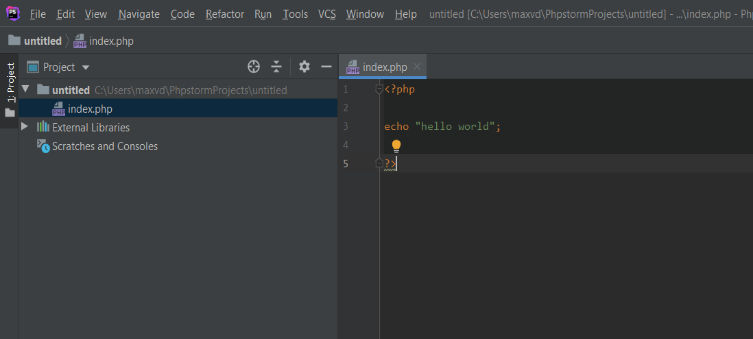 PS File Edit View Navigate Code Refactor Run Tools VCS Window Help untitled [C:\Users\maxvd\PhpstormProjects\untitled] - ...\index.php - Ph
untitled index.php
1: Project
Project
index.php
untitled C:\Users\maxvd\PhpstormProjects\untitled
index.php
External Libraries
Scratches and Consoles
1 <?php
2
3 echo "hello world";
4
5 ?>